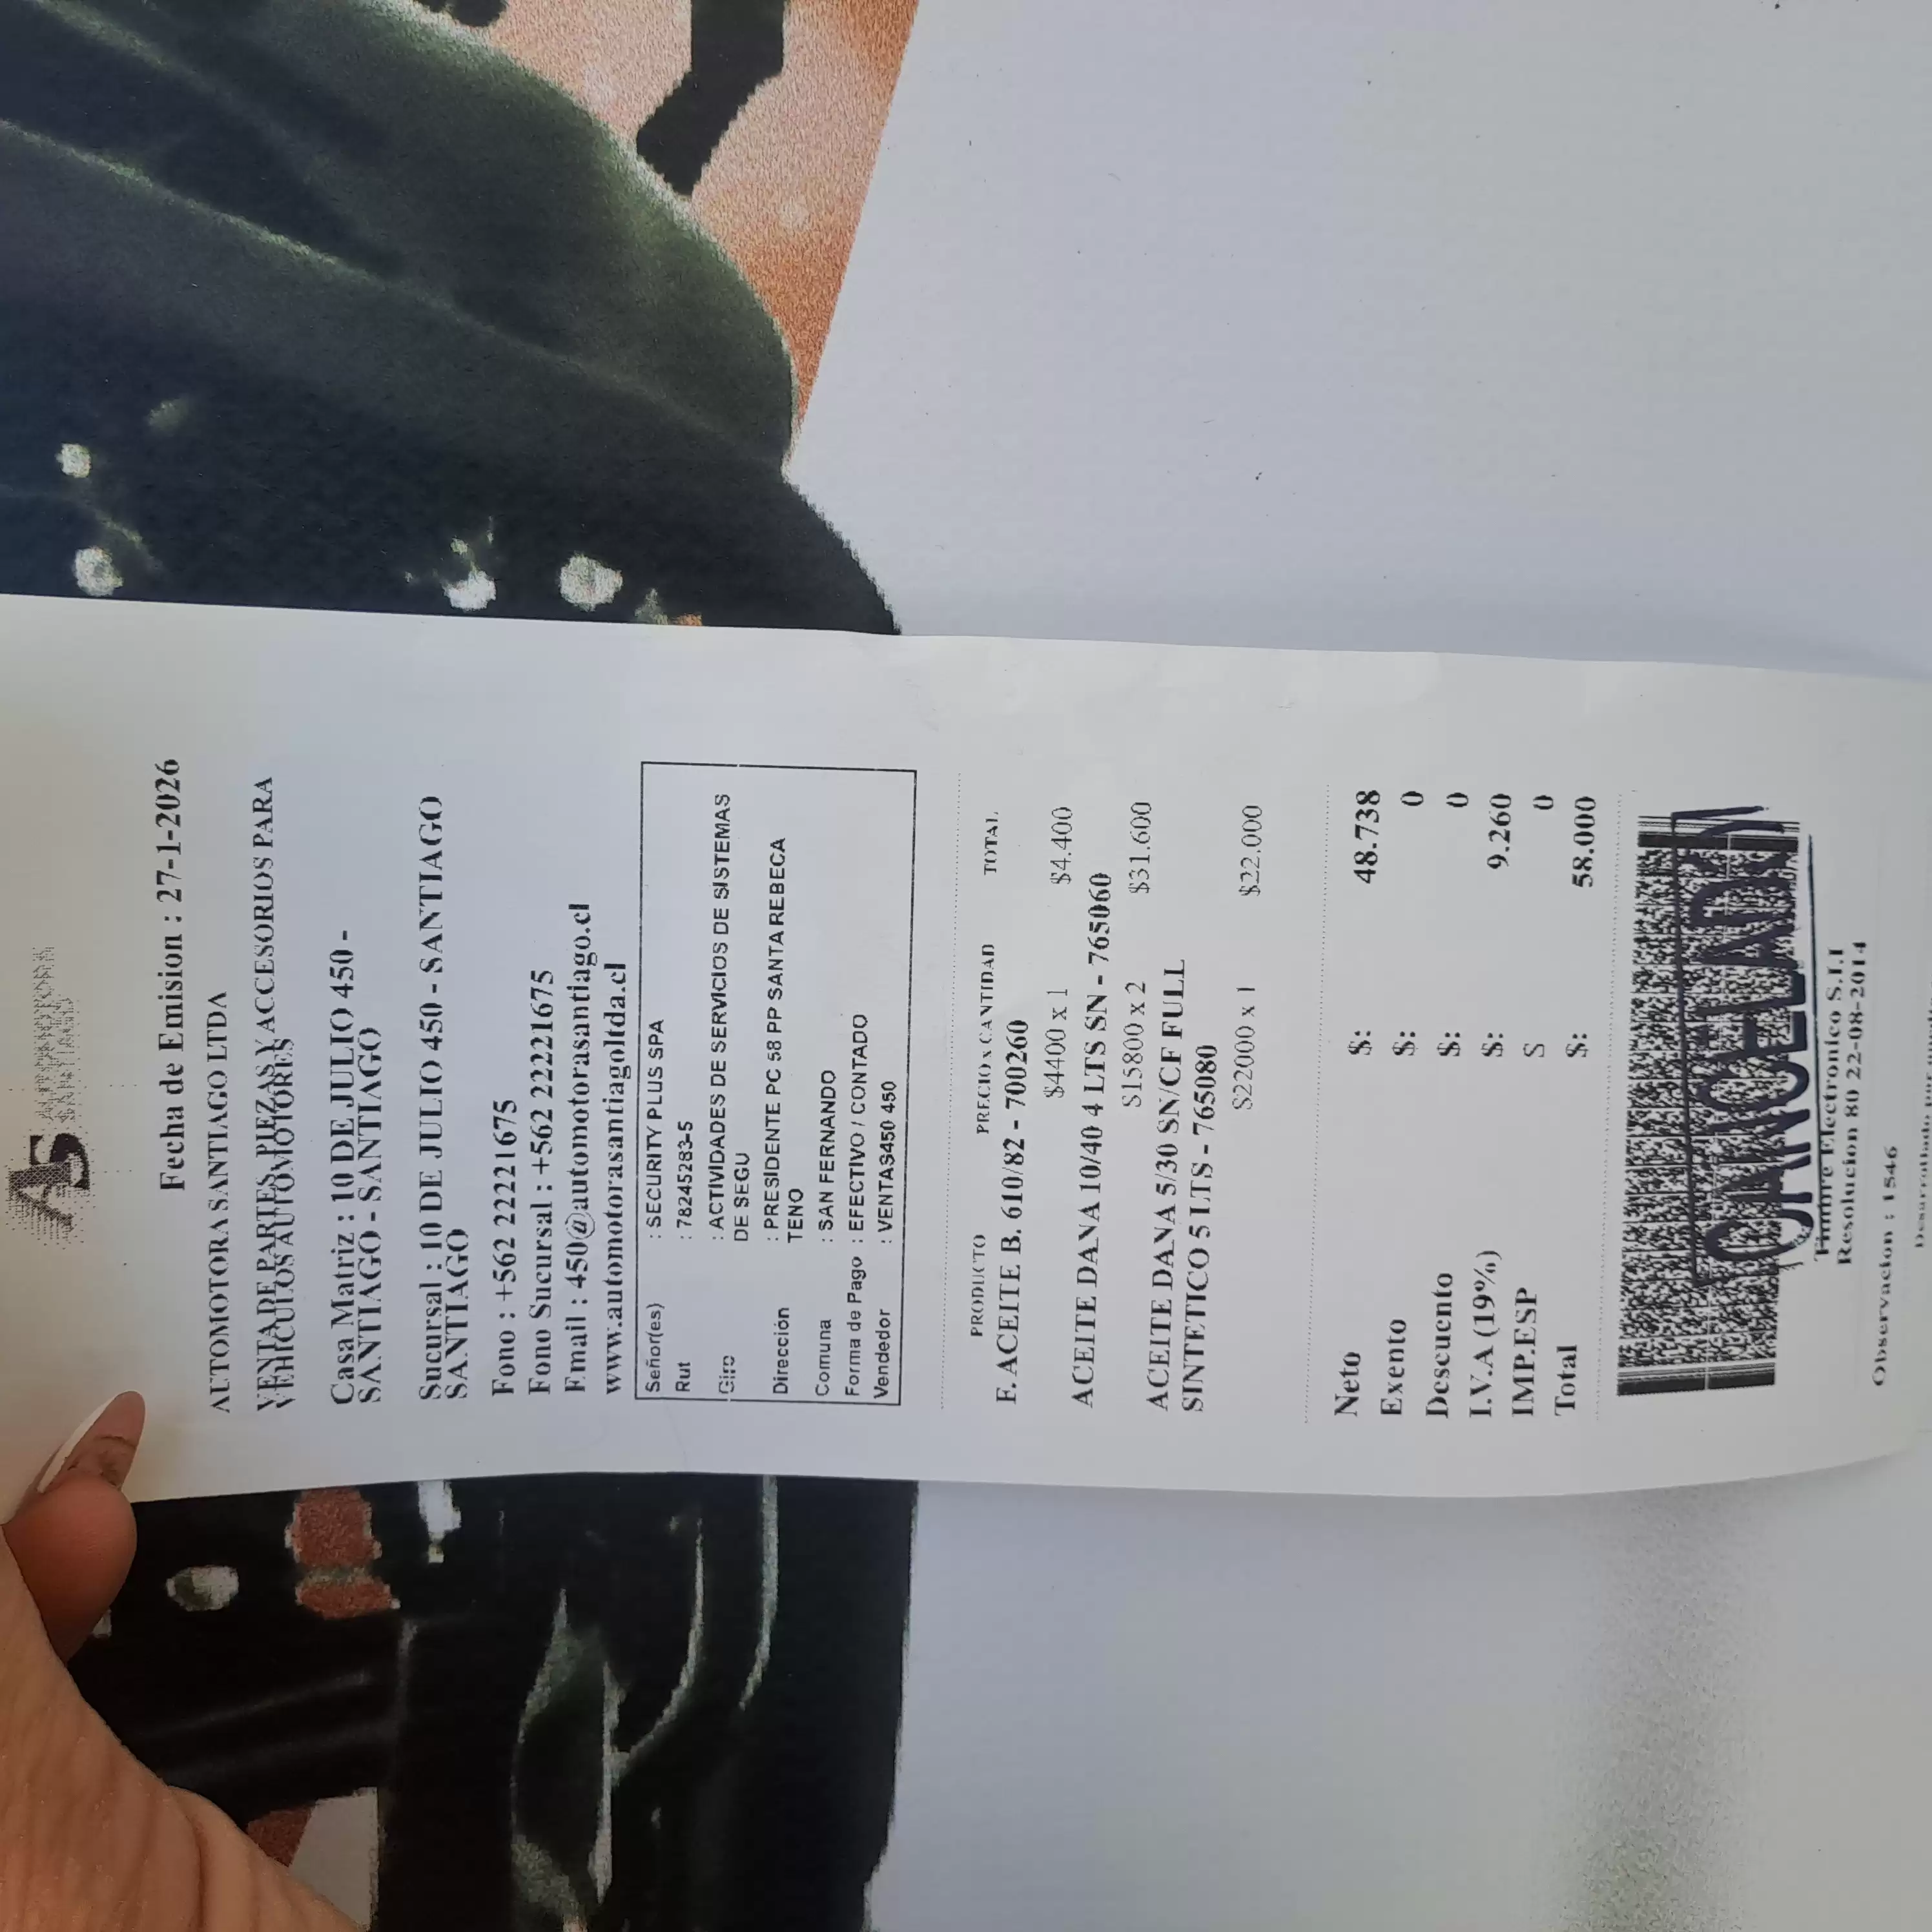 AS
Fecha de Emision : 27-1-2026
AUTOMOTORA SANTIAGO LTDA
VENTA DE PARTES, PIEZAS Y ACCESORIOS PARA
VEHICULOS AUTOMOTORES
Casa Matriz : 10 DE JULIO 450 -
SANTIAGO - SANTIAGO
Sucursal : 10 DE JULIO 450 - SANTIAGO
SANTIAGO
Fono : +562 22221675
Fono Sucursal : +562 22221675
Email : 450@automotorasantiago.cl
www.automotorasantiagoltda.cl
Señor(es) : SECURITY PLUS SPA
Rut : 78245283-5
Giro : ACTIVIDADES DE SERVICIOS DE SISTEMAS
DE SEGU
Dirección : PRESIDENTE PC 58 PP SANTA REBECA
TENO
Comuna : SAN FERNANDO
Forma de Pago : EFECTIVO / CONTADO
Vendedor : VENTAS450 450
PRODUCTO PRECIO x CANTIDAD TOTAL
F. ACEITE B. 610/82 - 700260
$4400 x 1 $4.400
ACEITE DANA 10/40 4 LTS SN - 765060
$15800 x 2 $31.600
ACEITE DANA 5/30 SN/CF FULL
SINTETICO 5 LTS - 765080
$22000 x 1 $22.000
Neto $: 48.738
Exento $: 0
Descuento $: 0
I.V.A (19%) $: 9.260
IMP.ESP $ 0
Total $: 58.000
CANCELADO
Timbre Electronico S.I.I
Resolucion 80 22-08-2014
Observacion : 1546